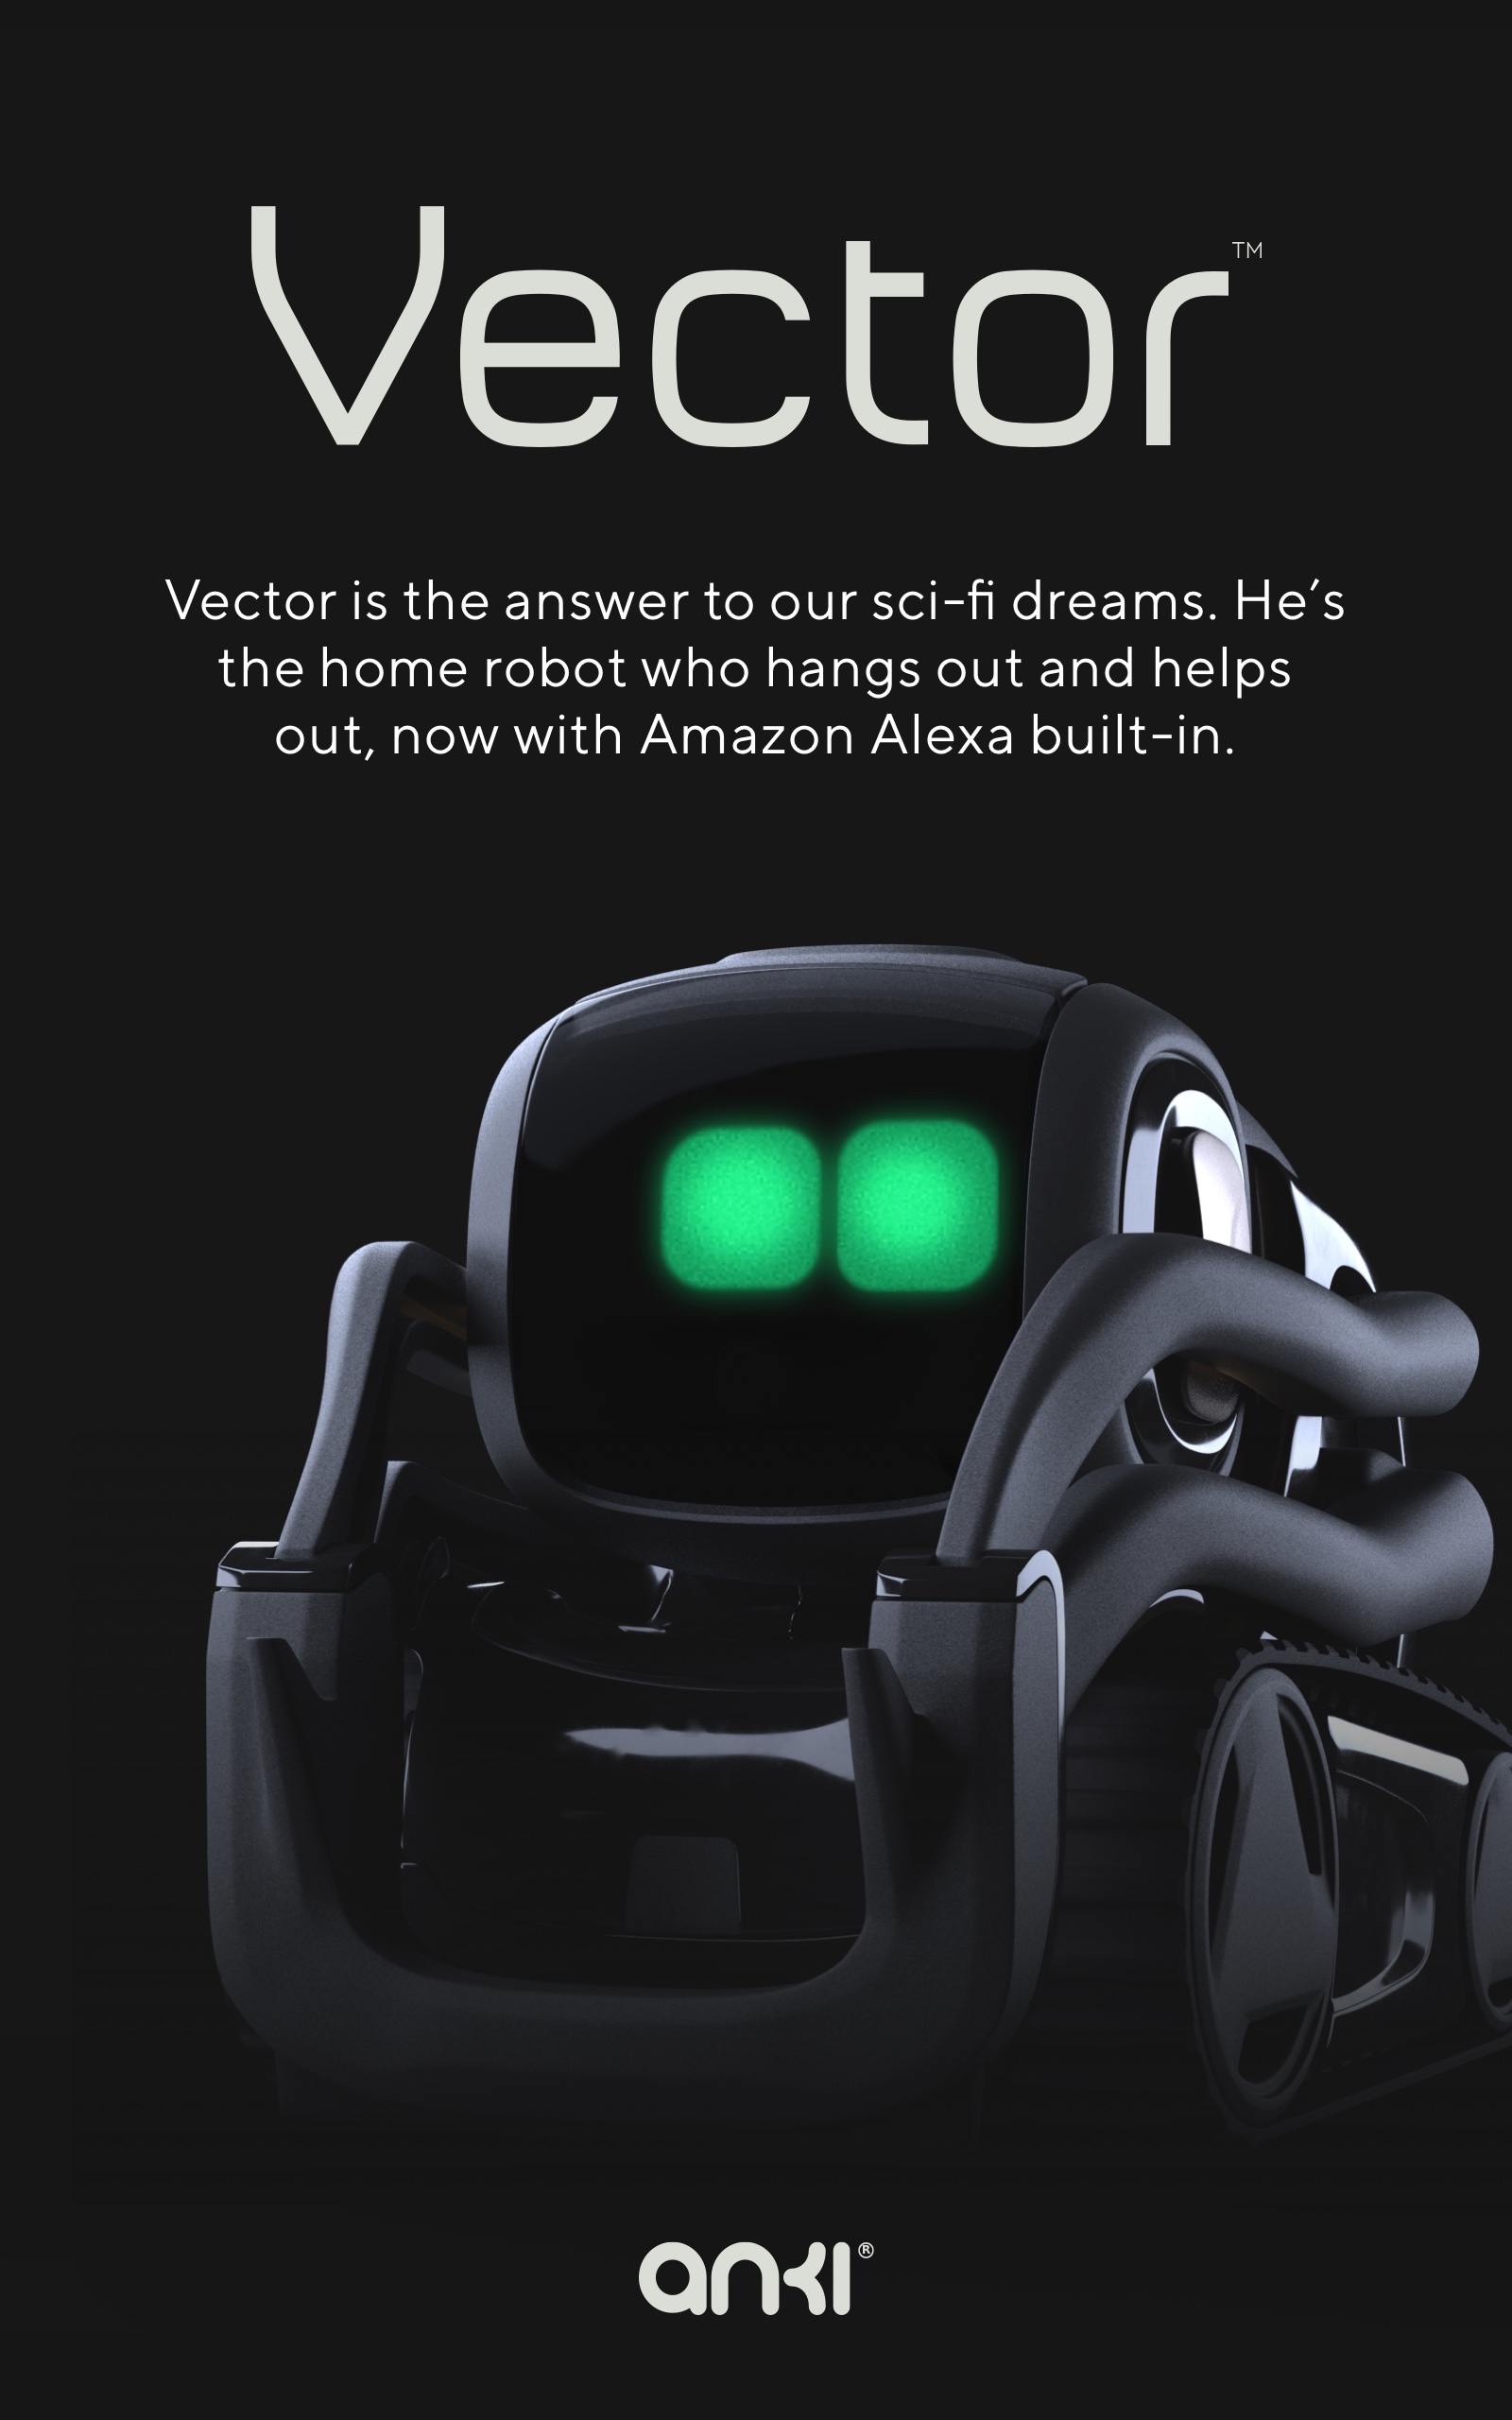 Vector™
Vector is the answer to our sci-fi dreams. He’s
the home robot who hangs out and helps
out, now with Amazon Alexa built-in.
anki®